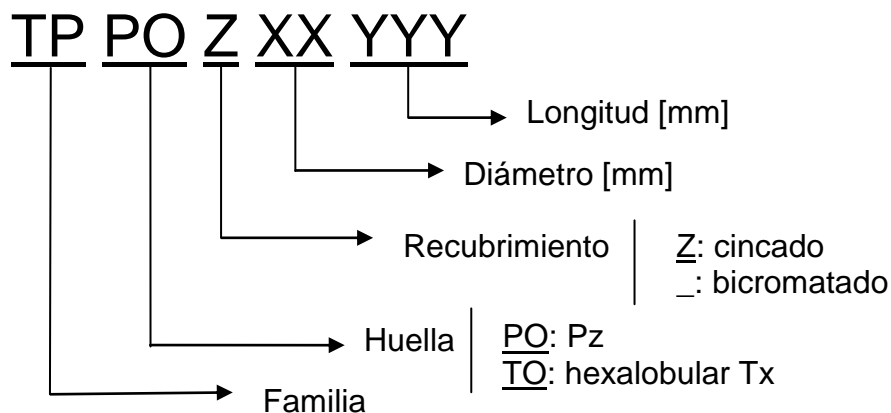 TP PO Z XX YYY
Longitud [mm]
Diámetro [mm]
Recubrimiento
Z: cincado
_: bicromatado
Huella
PO: Pz
TO: hexalobular Tx
Familia